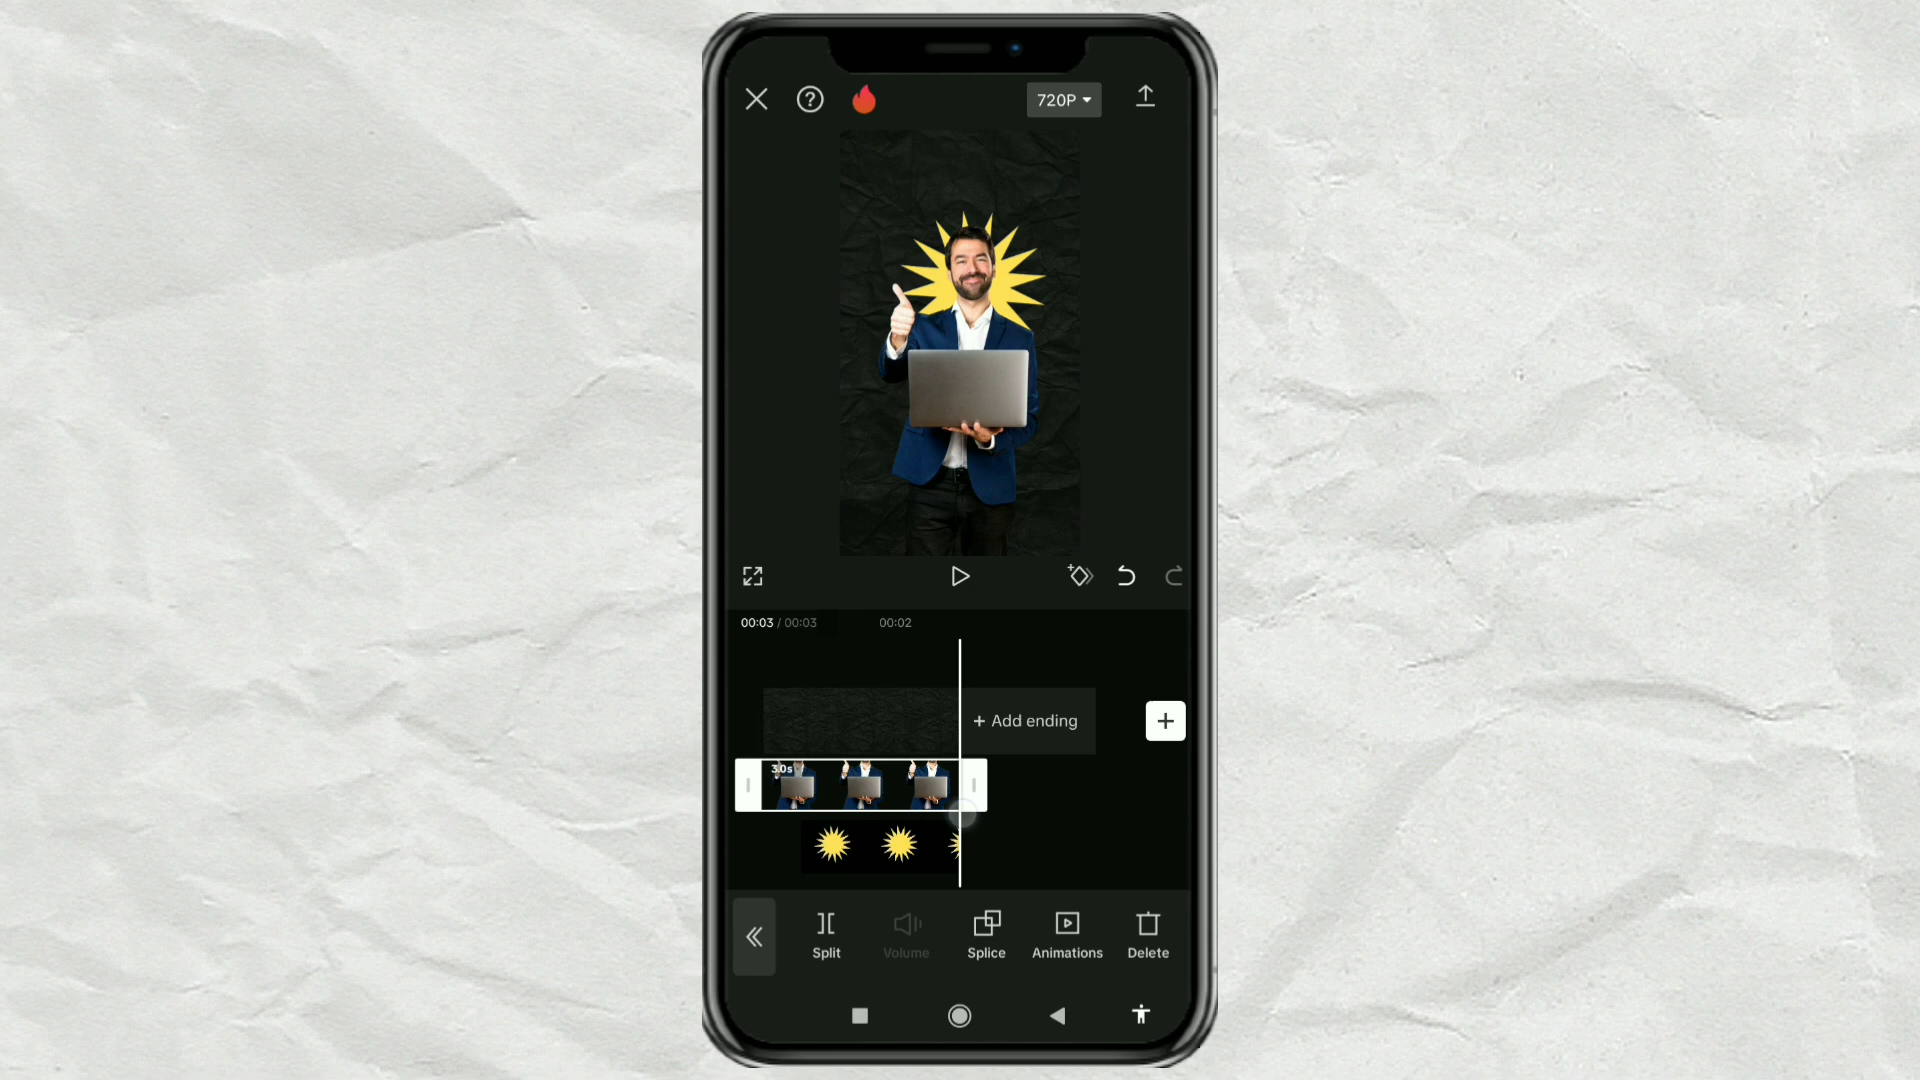 720P
00:03 / 00:03
00:02
+ Add ending
3.0s
Split
Volume
Splice
Animations
Delete